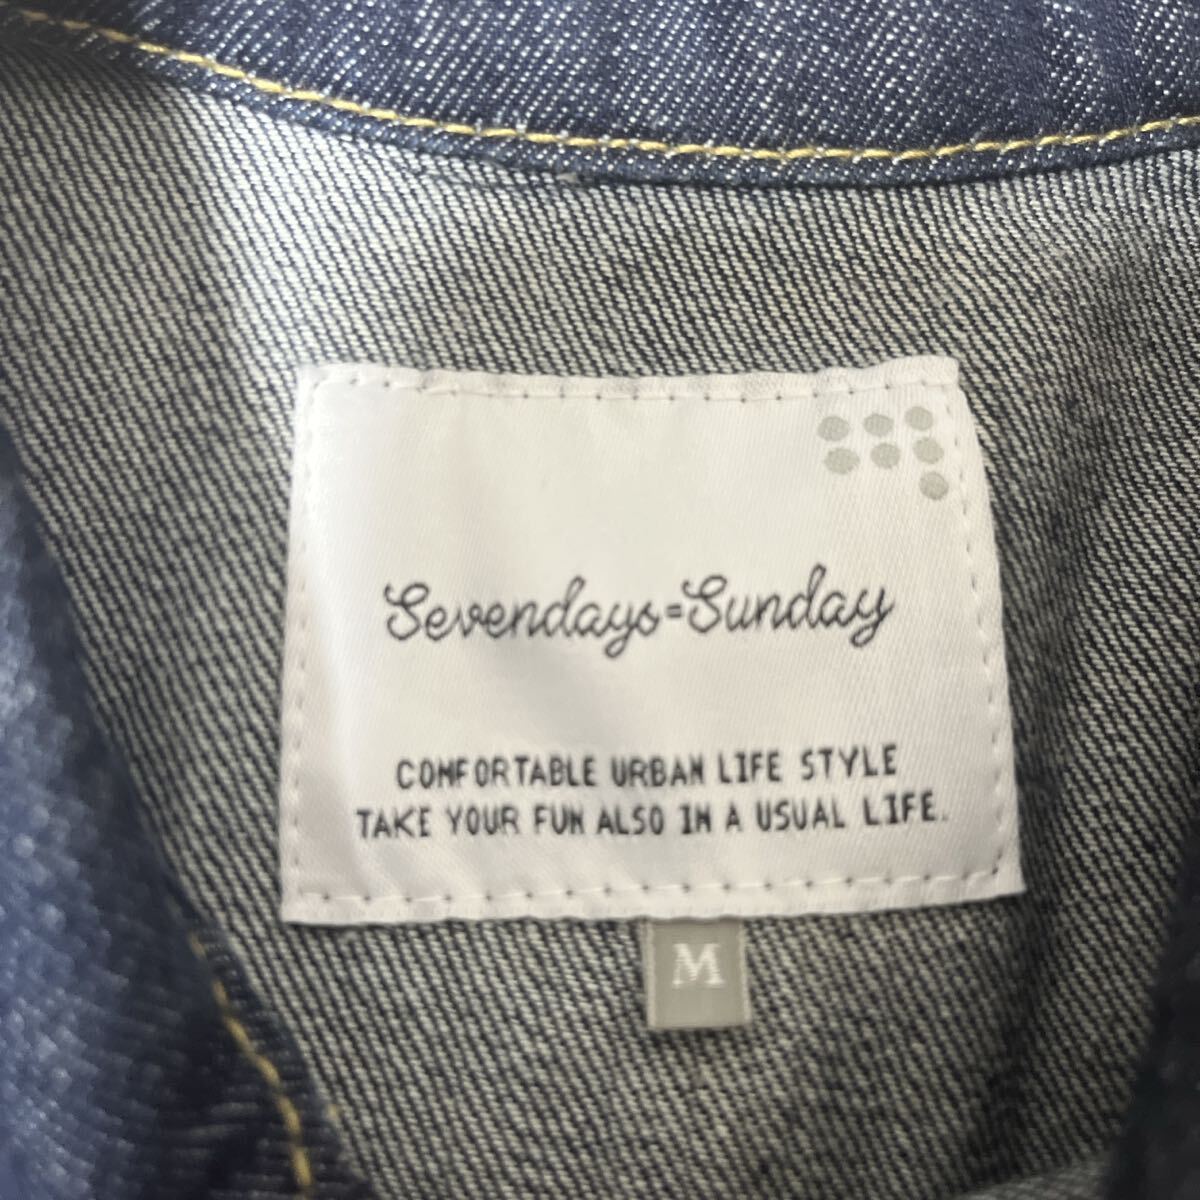 Sevendays=Sunday
COMFORTABLE URBAN LIFE STYLE
TAKE YOUR FUN ALSO IN A USUAL LIFE.
M